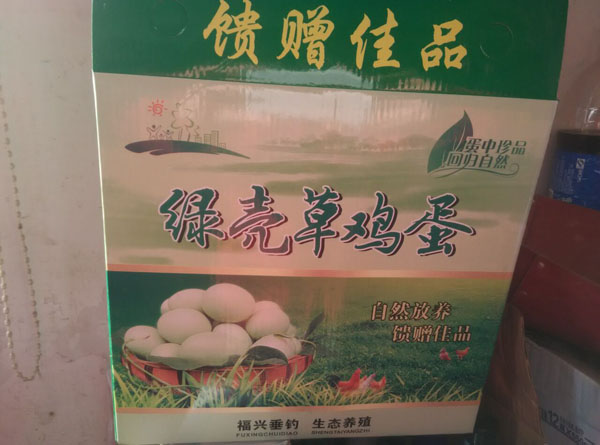 馈赠佳品
蛋中珍品
回归自然
绿壳草鸡蛋
自然放养
馈赠佳品
福兴垂钓 生态养殖
FUXINGCHUIDIAO SHENGTAIYANGZHI
12